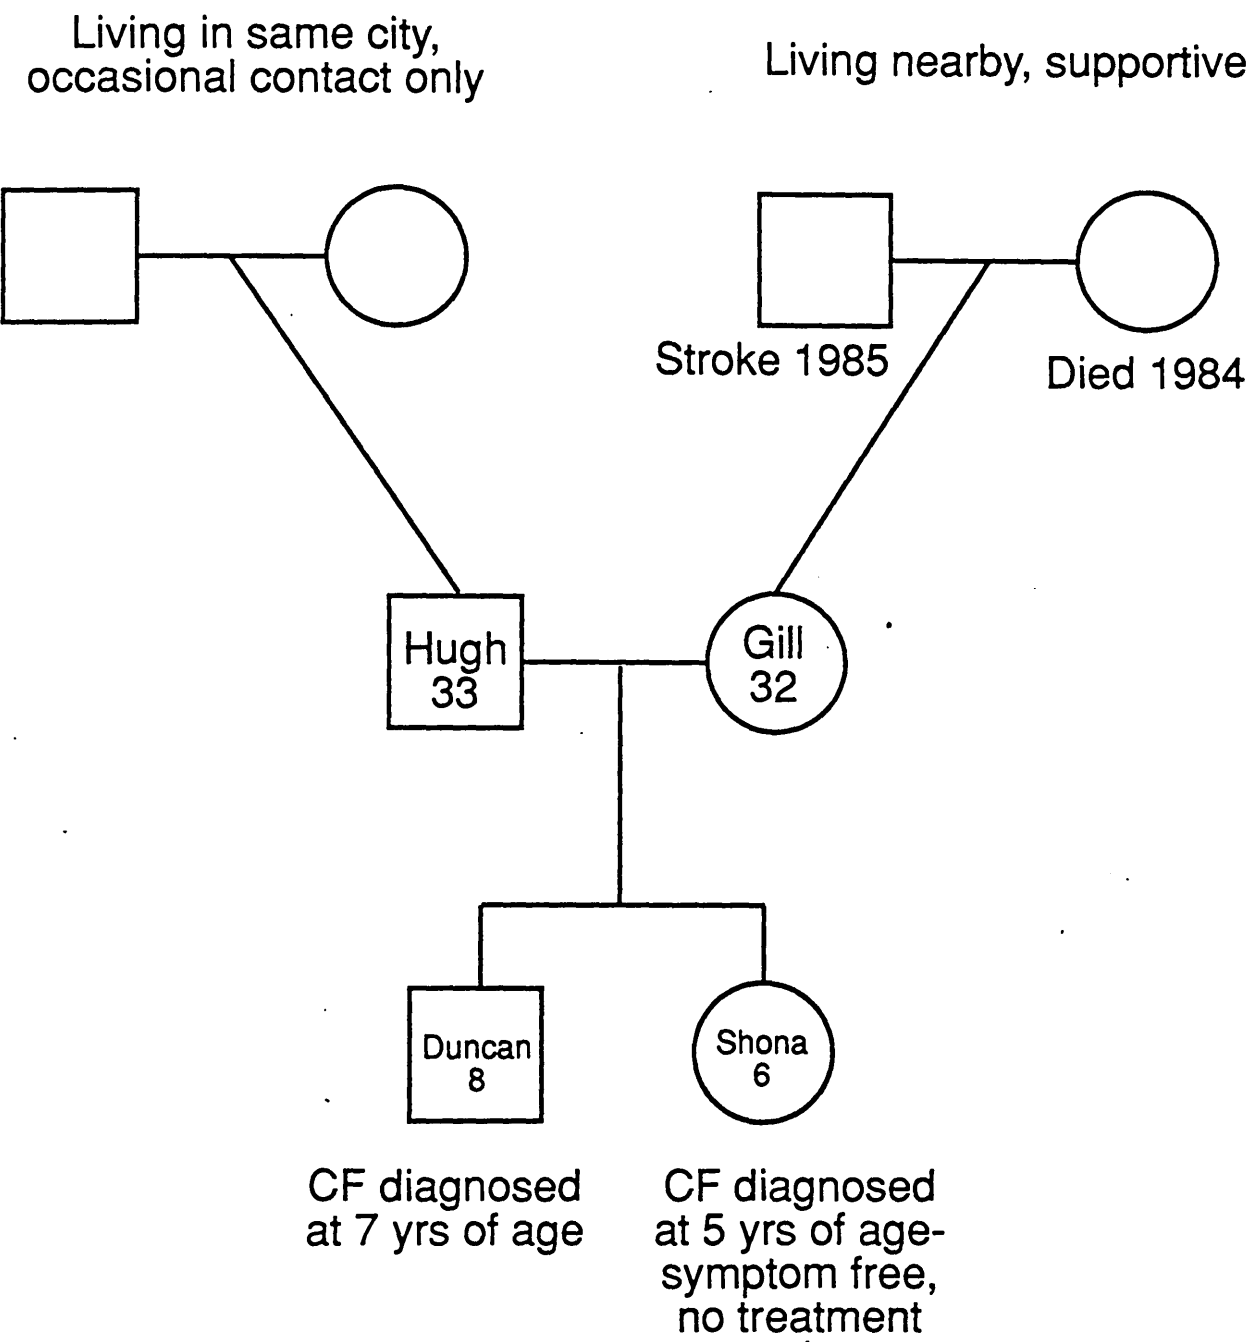 Living in same city,
occasional contact only
Living nearby, supportive
Stroke 1985
Died 1984
Hugh
33
Gill
32
Duncan
8
Shona
6
CF diagnosed
at 7 yrs of age
CF diagnosed
at 5 yrs of age-
symptom free,
no treatment